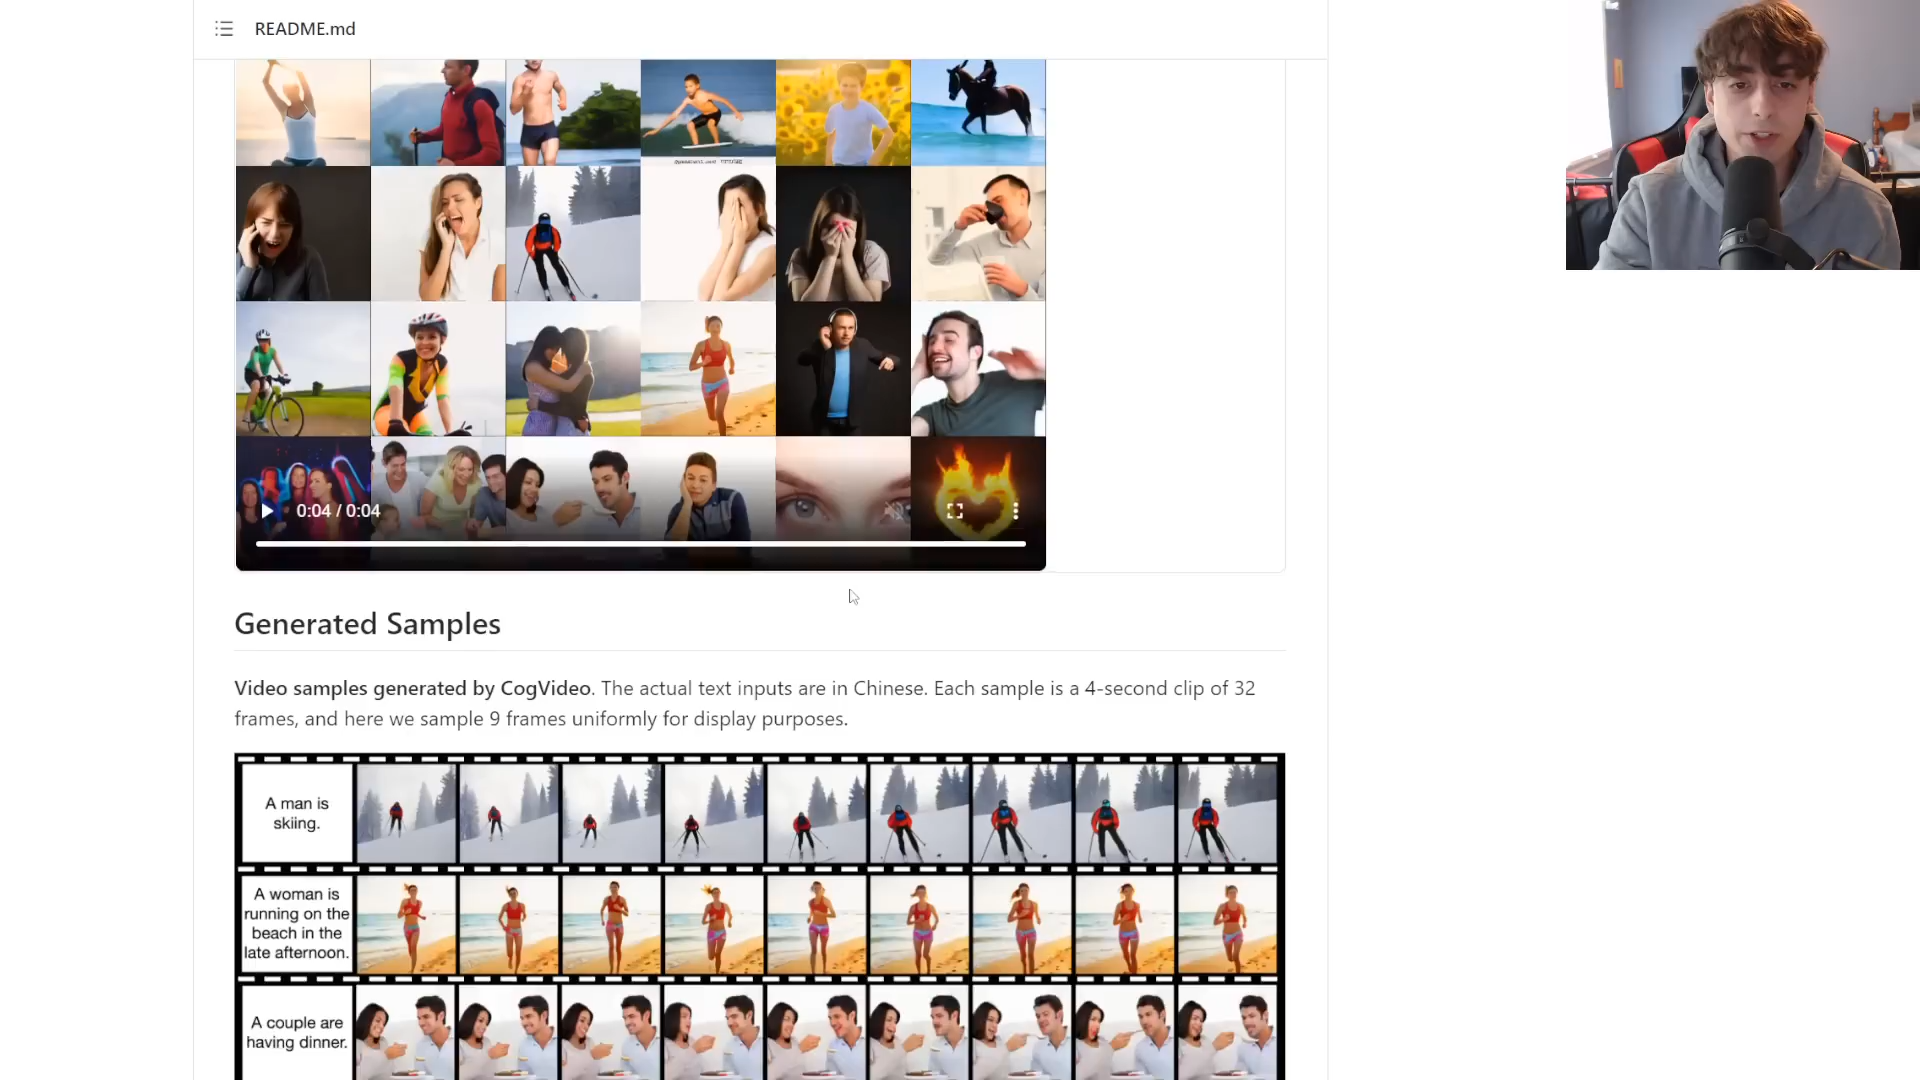 README.md
0:04 / 0:04
Generated Samples
Video samples generated by CogVideo. The actual text inputs are in Chinese. Each sample is a 4-second clip of 32
frames, and here we sample 9 frames uniformly for display purposes.
A man is
skiing.
A woman is
running on the
beach in the
late afternoon.
A couple are
having dinner.